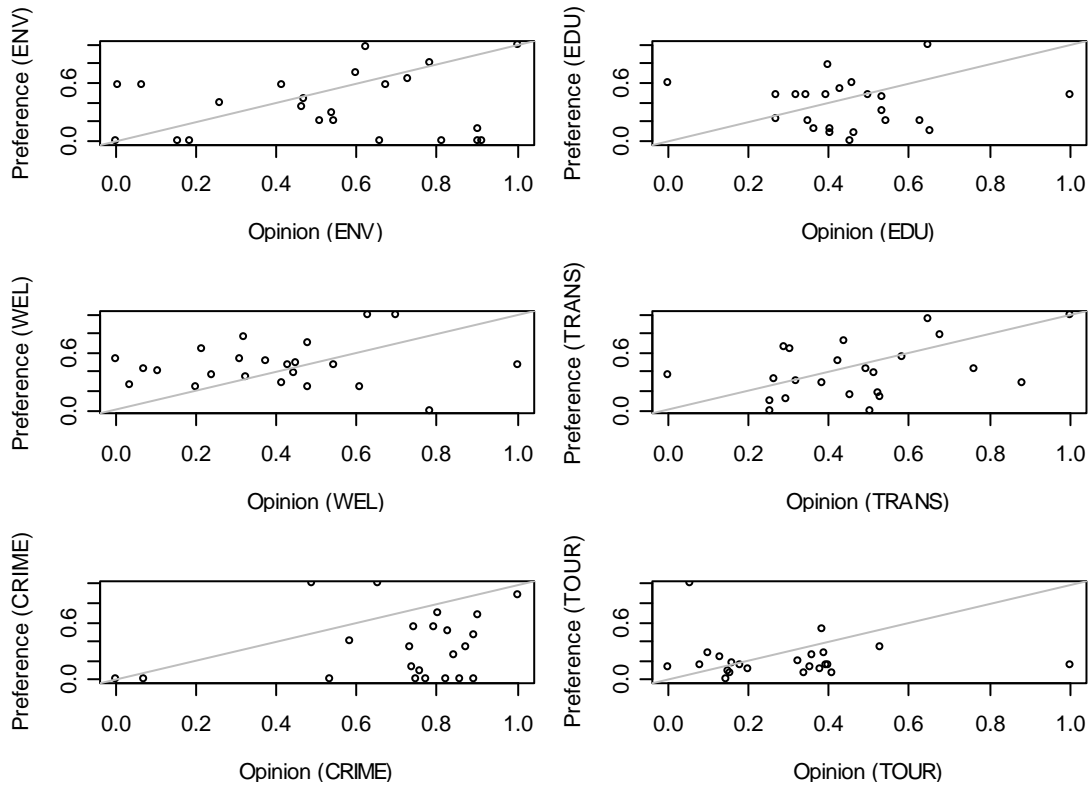 Preference (ENV)
0.0 0.6
0.0 0.2 0.4 0.6 0.8 1.0
Opinion (ENV)
Preference (EDU)
0.0 0.6
0.0 0.2 0.4 0.6 0.8 1.0
Opinion (EDU)
Preference (WEL)
0.0 0.6
0.0 0.2 0.4 0.6 0.8 1.0
Opinion (WEL)
Preference (TRANS)
0.0 0.6
0.0 0.2 0.4 0.6 0.8 1.0
Opinion (TRANS)
Preference (CRIME)
0.0 0.6
0.0 0.2 0.4 0.6 0.8 1.0
Opinion (CRIME)
Preference (TOUR)
0.0 0.6
0.0 0.2 0.4 0.6 0.8 1.0
Opinion (TOUR)